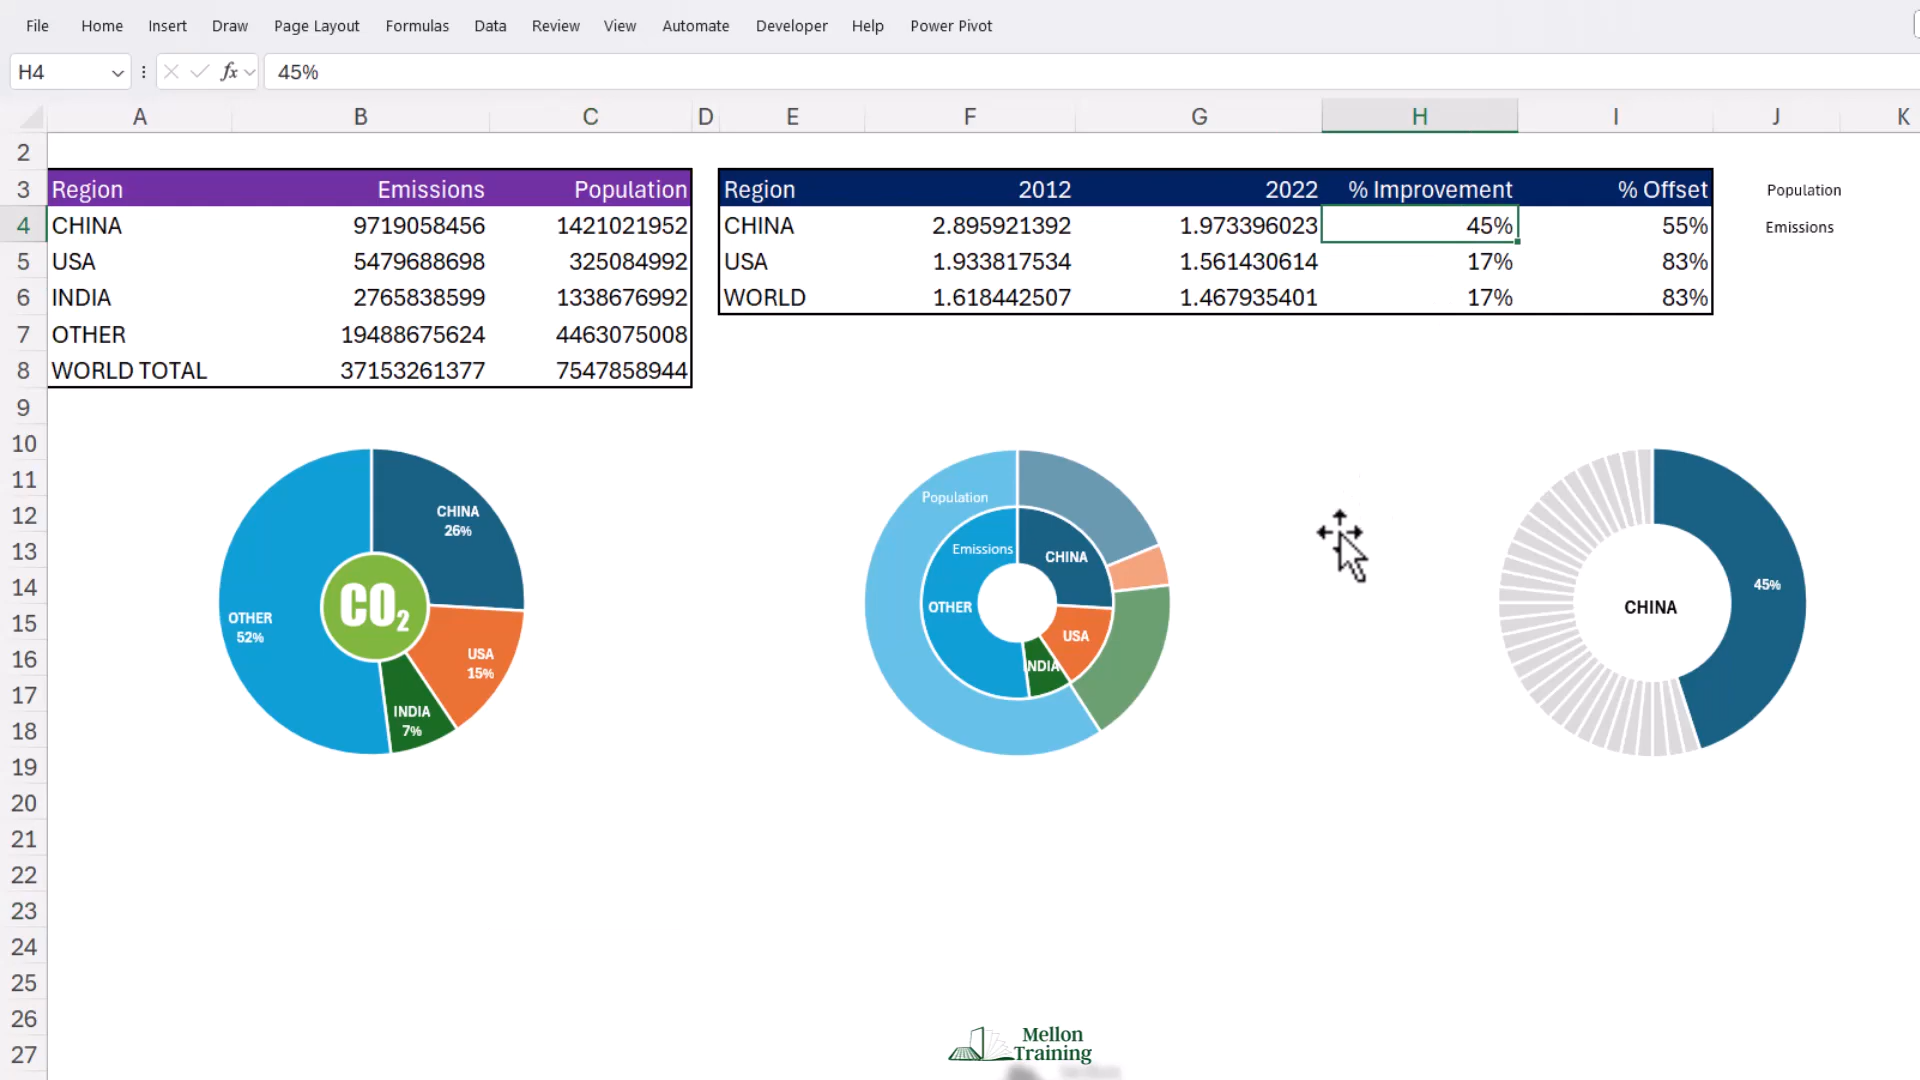 File Home Insert Draw Page Layout Formulas Data Review View Automate Developer Help Power Pivot
H4 fx 45%
A B C D E F G H I J K
2
3 Region Emissions Population Region 2012 2022 % Improvement % Offset Population
4 CHINA 9719058456 1421021952 CHINA 2.895921392 1.973396023 45% 55% Emissions
5 USA 5479688698 325084992 USA 1.933817534 1.561430614 17% 83%
6 INDIA 2765838599 1338676992 WORLD 1.618442507 1.467935401 17% 83%
7 OTHER 19488675624 4463075008
8 WORLD TOTAL 37153261377 7547858944
9
10
11
12
13
14
15
16
17
18
19
20
21
22
23
24
25
26
27
CHINA
26%
CO2
OTHER
52%
USA
15%
INDIA
7%
Population
Emissions
CHINA
OTHER
USA
INDIA
45%
CHINA
Mellon
Training